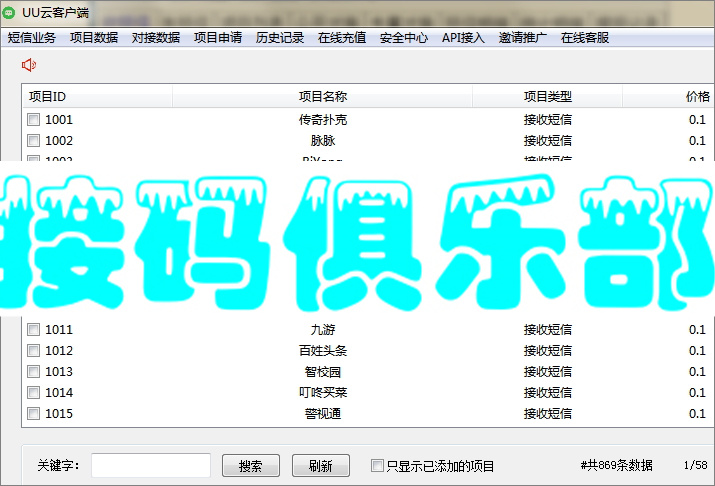 UU云客户端
短信业务 项目数据 对接数据 项目申请 历史记录 在线充值 安全中心 API接入 邀请推广 在线客服
项目ID 项目名称 项目类型 价格
1001 传奇扑克 接收短信 0.1
1002 脉脉 接收短信 0.1
接码俱乐部
1011 九游 接收短信 0.1
1012 百姓头条 接收短信 0.1
1013 智校园 接收短信 0.1
1014 叮咚买菜 接收短信 0.1
1015 警视通 接收短信 0.1
关键字: 搜索 刷新 只显示已添加的项目 #共869条数据 1/58